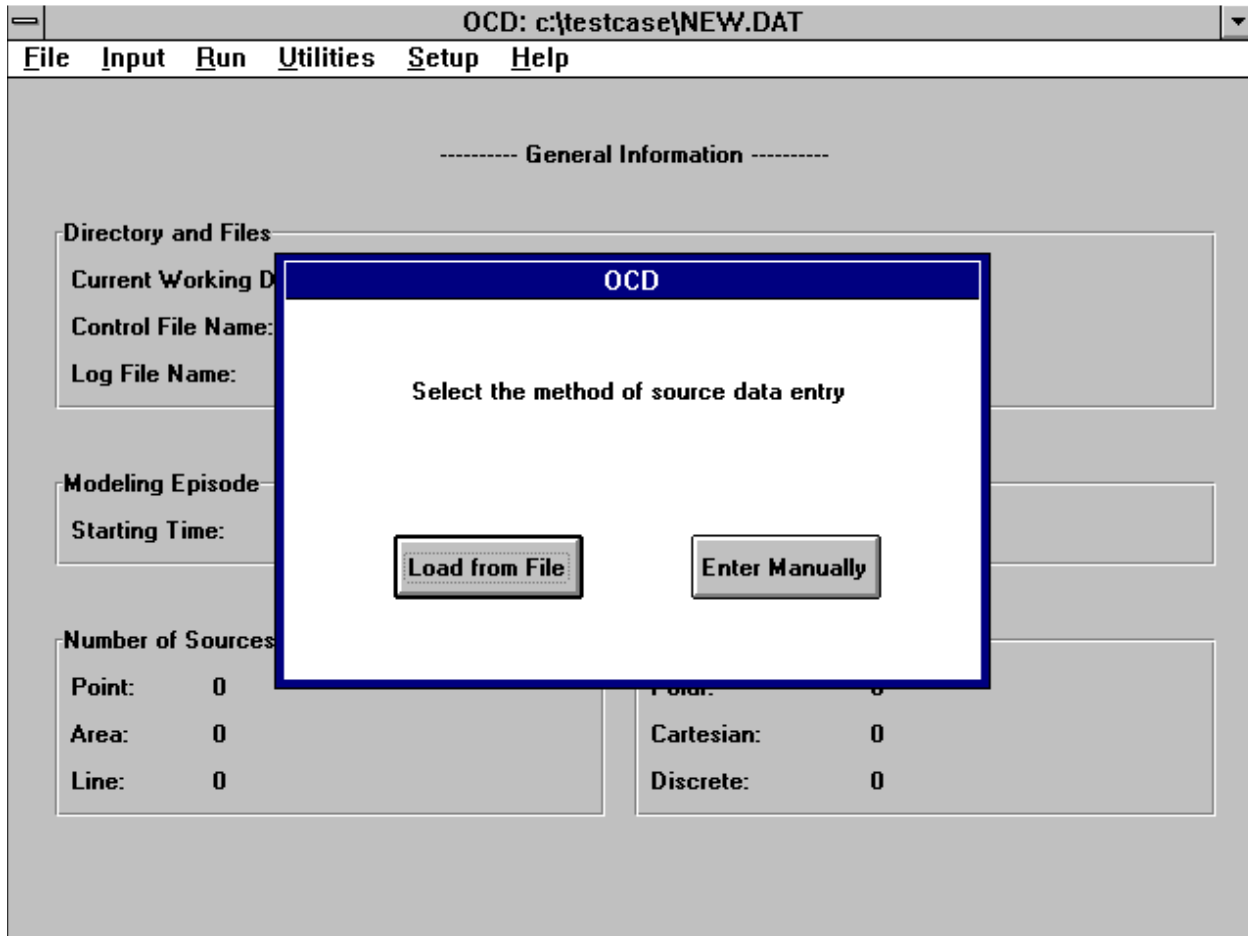 OCD: c:\testcase\NEW.DAT
File Input Run Utilities Setup Help
---------- General Information ----------
Directory and Files
Current Working D
Control File Name:
Log File Name:
OCD
Select the method of source data entry
Load from File
Enter Manually
Modeling Episode
Starting Time:
Number of Sources
Point: 0
Area: 0
Line: 0
Cartesian: 0
Discrete: 0